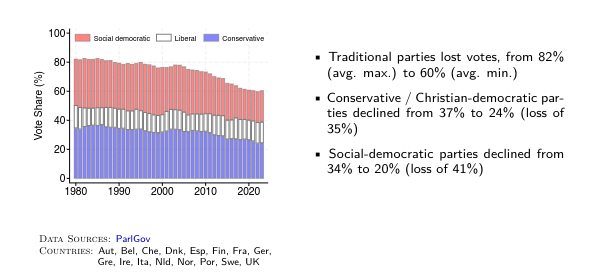 Social democratic Liberal Conservative
100
80
60
40
20
0
Vote Share (%)
1980 1990 2000 2010 2020
▪ Traditional parties lost votes, from 82%
(avg. max.) to 60% (avg. min.)
▪ Conservative / Christian-democratic par-
ties declined from 37% to 24% (loss of
35%)
▪ Social-democratic parties declined from
34% to 20% (loss of 41%)
Data Sources: ParlGov
Countries: Aut, Bel, Che, Dnk, Esp, Fin, Fra, Ger,
Gre, Ire, Ita, Nld, Nor, Por, Swe, UK